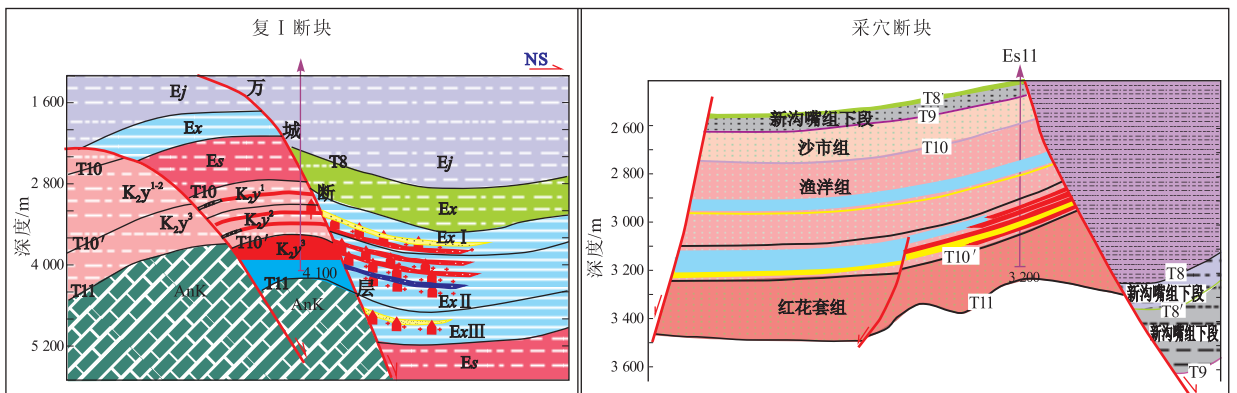 复Ⅰ断块
NS
万
城
断
层
深度/m
1 600
2 800
4 000
5 200
Ej
Ex
Es
T8
Ej
T10
K₂y¹⁻²
T10
K₂y¹
Ex
K₂y³
K₂y²
ExⅠ
T10′
T10′
K₂y³
4 100
T11
T11
AnK
AnK
ExⅡ
ExⅢ
Es
采穴断块
Es11
深度/m
2 600
2 800
3 000
3 200
3 400
3 600
T8
新沟嘴组下段
T9
沙市组
T10
渔洋组
T10′
3 200
T11
红花套组
T8
新沟嘴组下段
T8′
新沟嘴组下段
T9